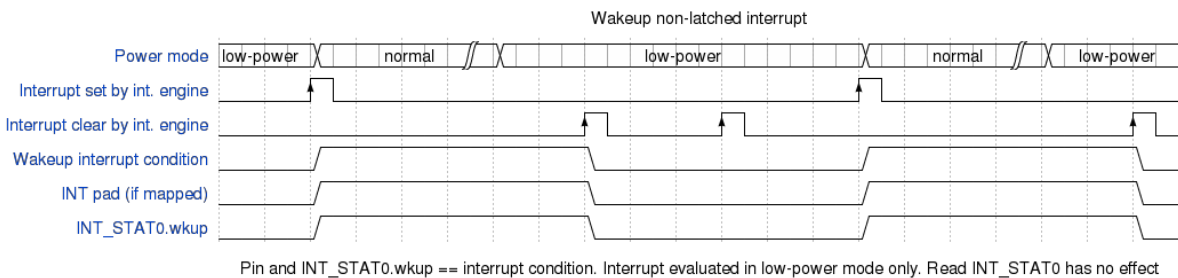 Wakeup non-latched interrupt
Power mode low-power normal low-power normal low-power
Interrupt set by int. engine
Interrupt clear by int. engine
Wakeup interrupt condition
INT pad (if mapped)
INT_STAT0.wkup
Pin and INT_STAT0.wkup == interrupt condition. Interrupt evaluated in low-power mode only. Read INT_STAT0 has no effect